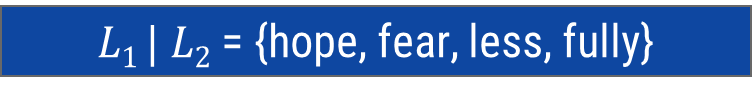 L₁ | L₂ = {hope, fear, less, fully}